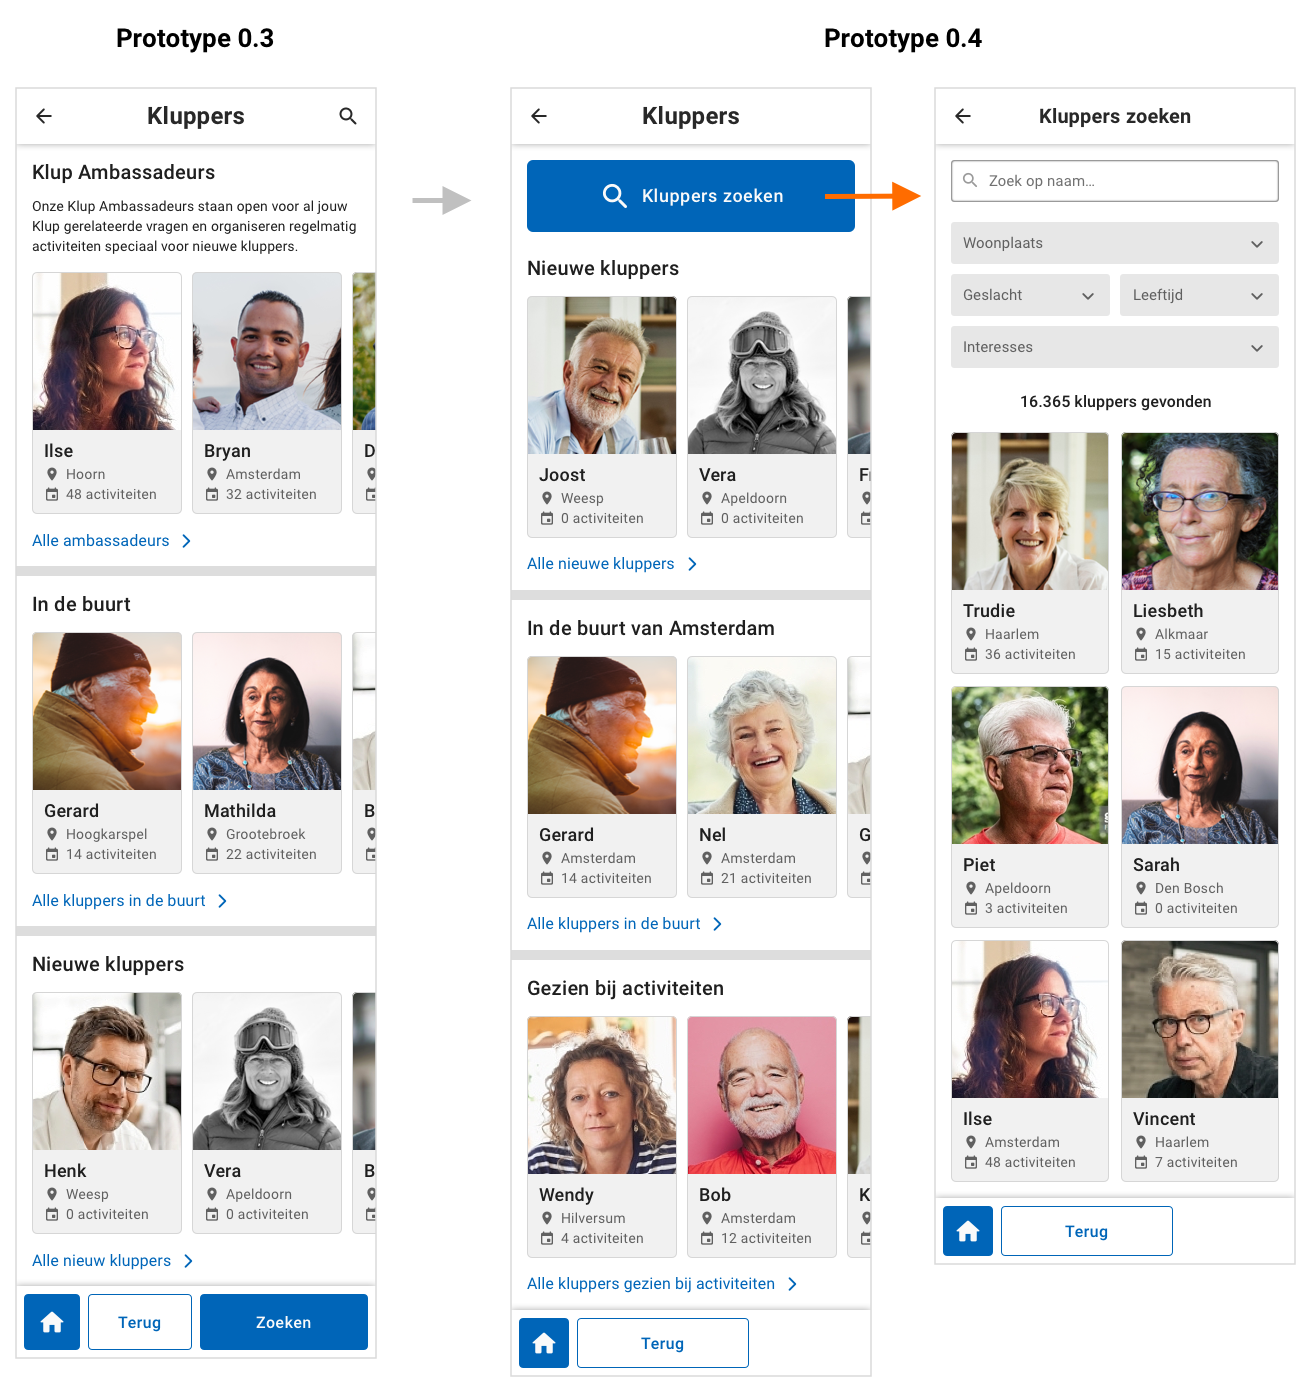 Prototype 0.3
Kluppers
Klup Ambassadeurs
Onze Klup Ambassadeurs staan open voor al jouw
Klup gerelateerde vragen en organiseren regelmatig
activiteiten speciaal voor nieuwe kluppers.
Ilse
Hoorn
48 activiteiten
Bryan
Amsterdam
32 activiteiten
D
Alle ambassadeurs
In de buurt
Gerard
Hoogkarspel
14 activiteiten
Mathilda
Grootebroek
22 activiteiten
B
Alle kluppers in de buurt
Nieuwe kluppers
Henk
Weesp
0 activiteiten
Vera
Apeldoorn
0 activiteiten
B
Alle nieuw kluppers
Terug
Zoeken
Prototype 0.4
Kluppers
Kluppers zoeken
Nieuwe kluppers
Joost
Weesp
0 activiteiten
Vera
Apeldoorn
0 activiteiten
Alle nieuwe kluppers
In de buurt van Amsterdam
Gerard
Amsterdam
14 activiteiten
Nel
Amsterdam
21 activiteiten
G
Alle kluppers in de buurt
Gezien bij activiteiten
Wendy
Hilversum
4 activiteiten
Bob
Amsterdam
12 activiteiten
K
Alle kluppers gezien bij activiteiten
Terug
Kluppers zoeken
Zoek op naam...
Woonplaats
Geslacht
Leeftijd
Interesses
16.365 kluppers gevonden
Trudie
Haarlem
36 activiteiten
Liesbeth
Alkmaar
15 activiteiten
Piet
Apeldoorn
3 activiteiten
Sarah
Den Bosch
0 activiteiten
Ilse
Amsterdam
48 activiteiten
Vincent
Haarlem
7 activiteiten
Terug